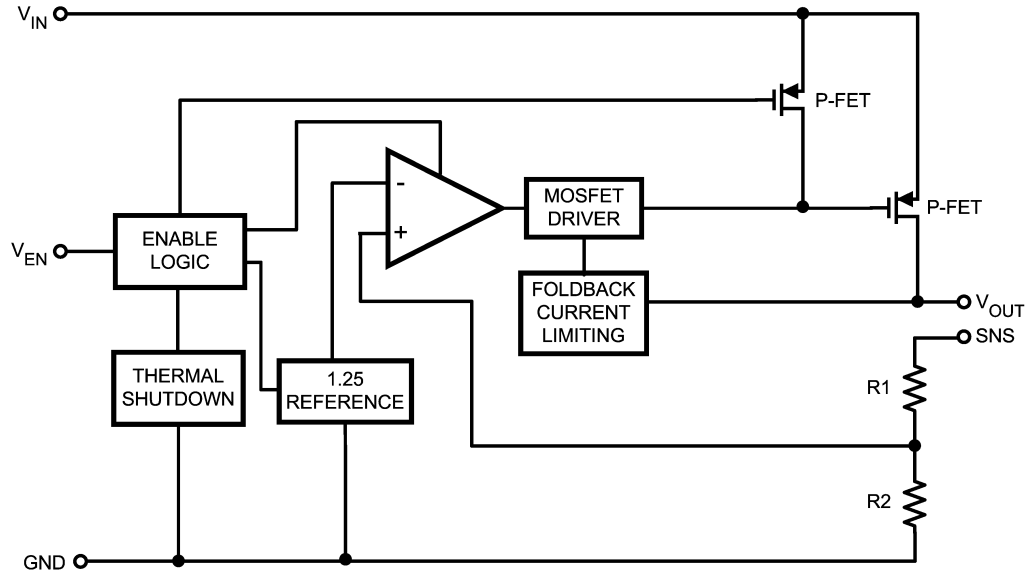 VIN
P-FET
-
MOSFET
DRIVER
P-FET
+
VEN
ENABLE
LOGIC
FOLDBACK
CURRENT
LIMITING
VOUT
SNS
THERMAL
SHUTDOWN
1.25
REFERENCE
R1
R2
GND